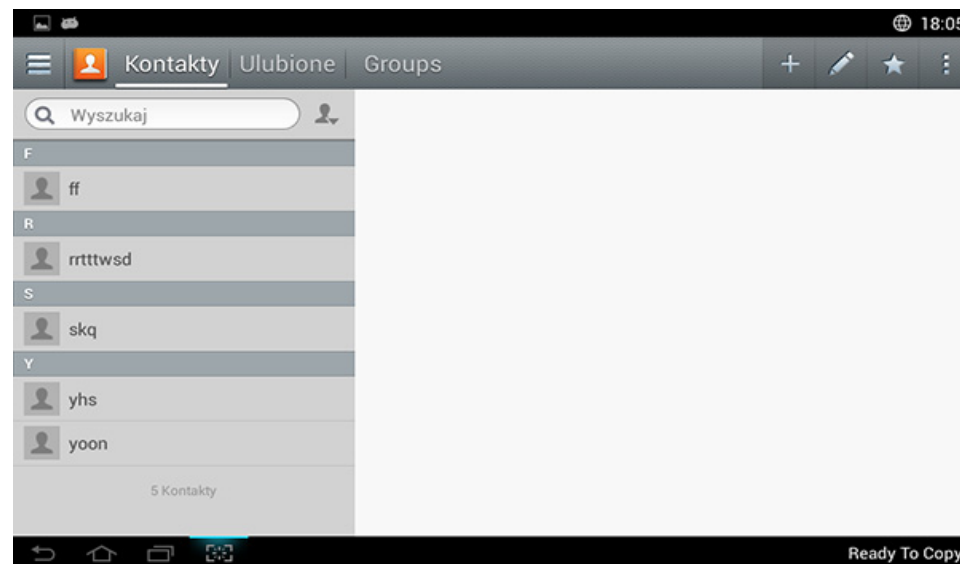 18:05
Kontakty Ulubione Groups
Wyszukaj
F
ff
R
rrtttwsd
S
skq
Y
yhs
yoon
5 Kontakty
Ready To Copy